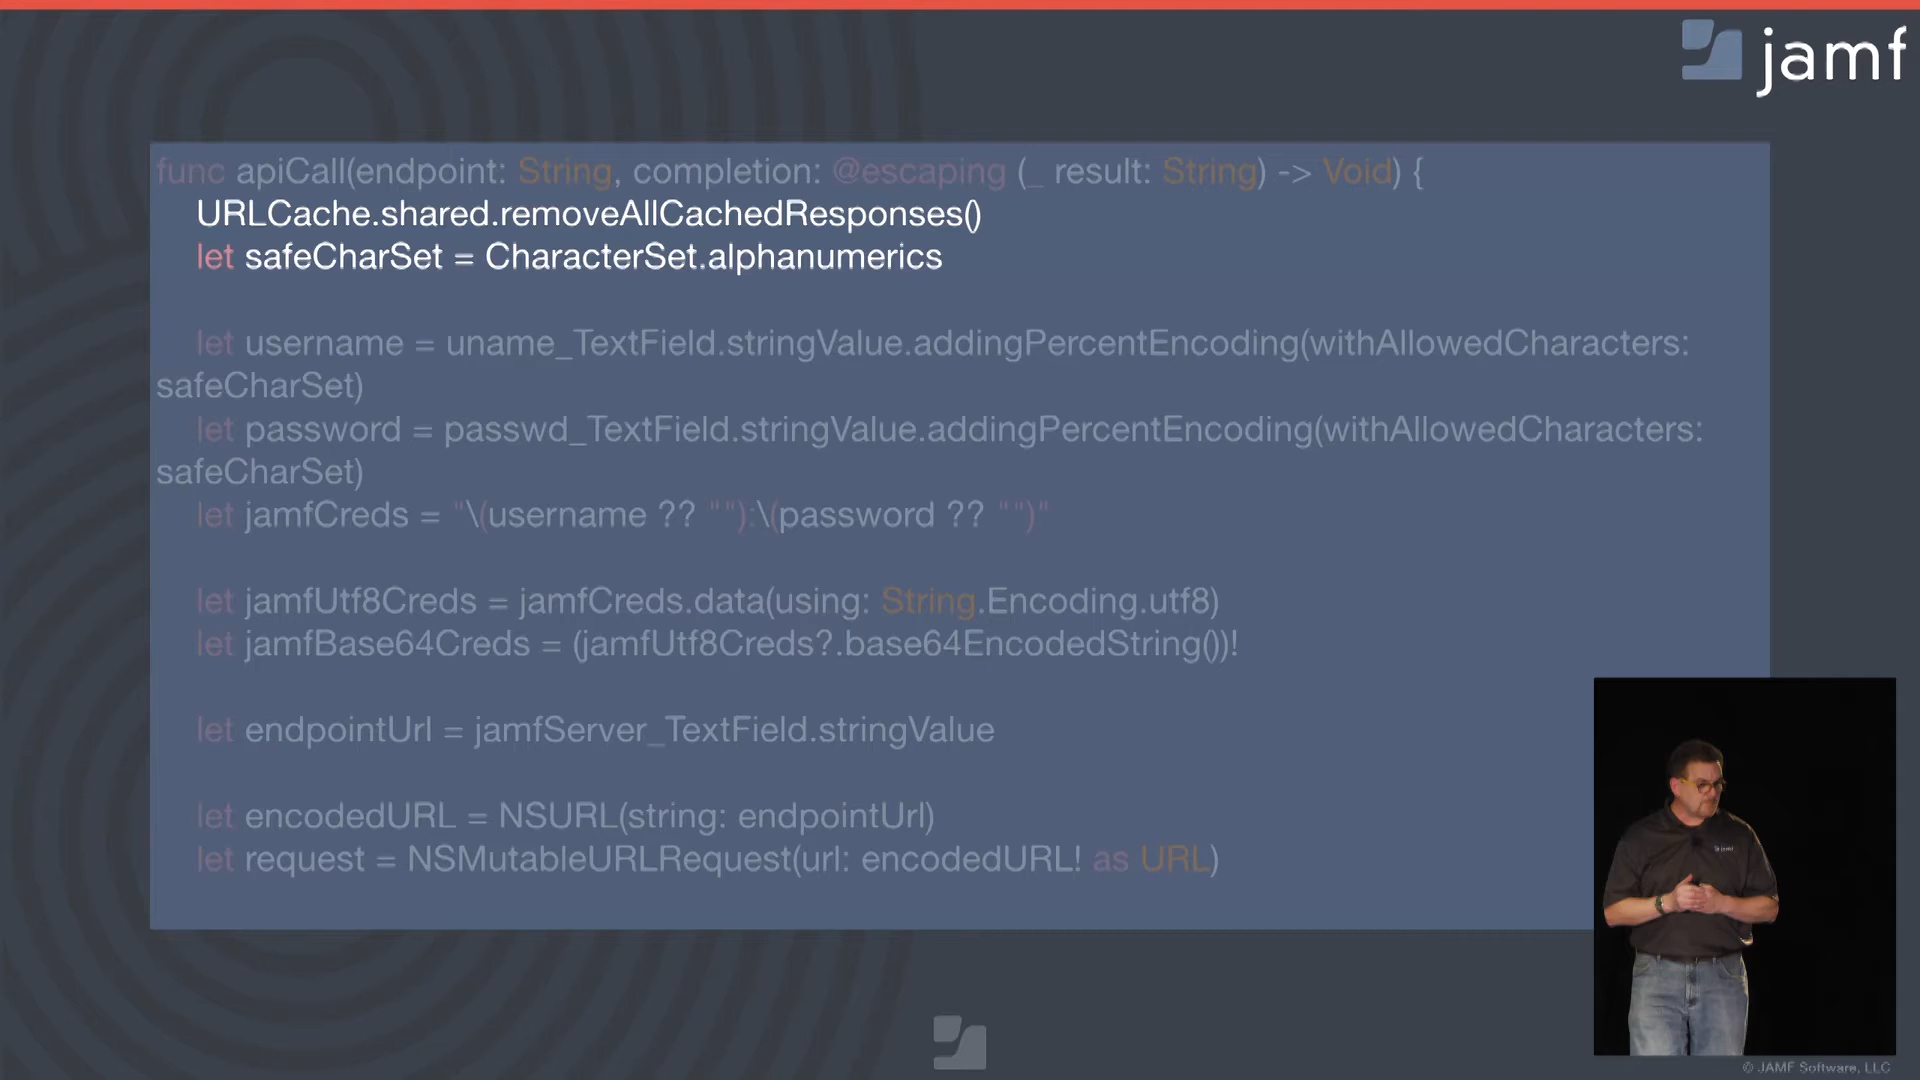 jamf
func apiCall(endpoint: String, completion: @escaping (_ result: String) -> Void) {
URLCache.shared.removeAllCachedResponses()
let safeCharSet = CharacterSet.alphanumerics
let username = uname_TextField.stringValue.addingPercentEncoding(withAllowedCharacters:
safeCharSet)
let password = passwd_TextField.stringValue.addingPercentEncoding(withAllowedCharacters:
safeCharSet)
let jamfCreds = "\(username ?? ""):\(password ?? "")"
let jamfUtf8Creds = jamfCreds.data(using: String.Encoding.utf8)
let jamfBase64Creds = (jamfUtf8Creds?.base64EncodedString())!
let endpointUrl = jamfServer_TextField.stringValue
let encodedURL = NSURL(string: endpointUrl)
let request = NSMutableURLRequest(url: encodedURL! as URL)
jamf
© JAMF Software, LLC